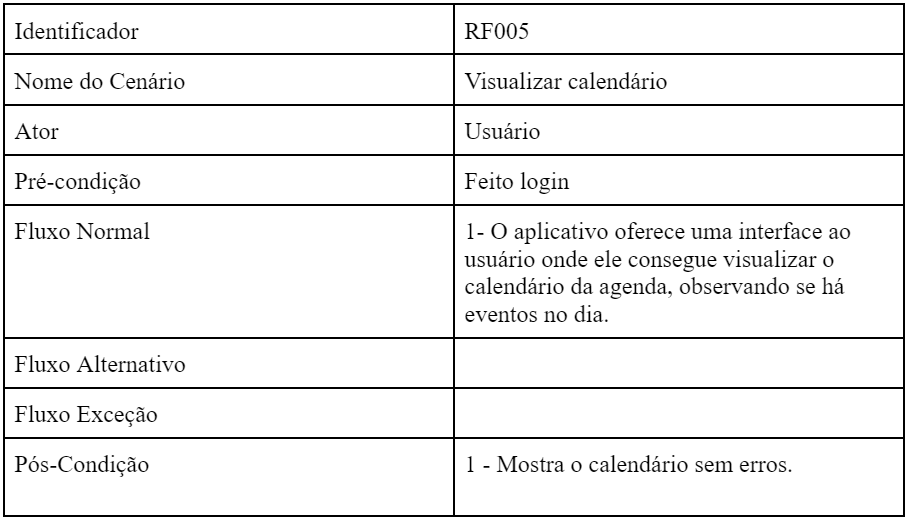 Identificador RF005
Nome do Cenário Visualizar calendário
Ator Usuário
Pré-condição Feito login
Fluxo Normal 1- O aplicativo oferece uma interface ao
usuário onde ele consegue visualizar o
calendário da agenda, observando se há
eventos no dia.
Fluxo Alternativo
Fluxo Exceção
Pós-Condição 1 - Mostra o calendário sem erros.